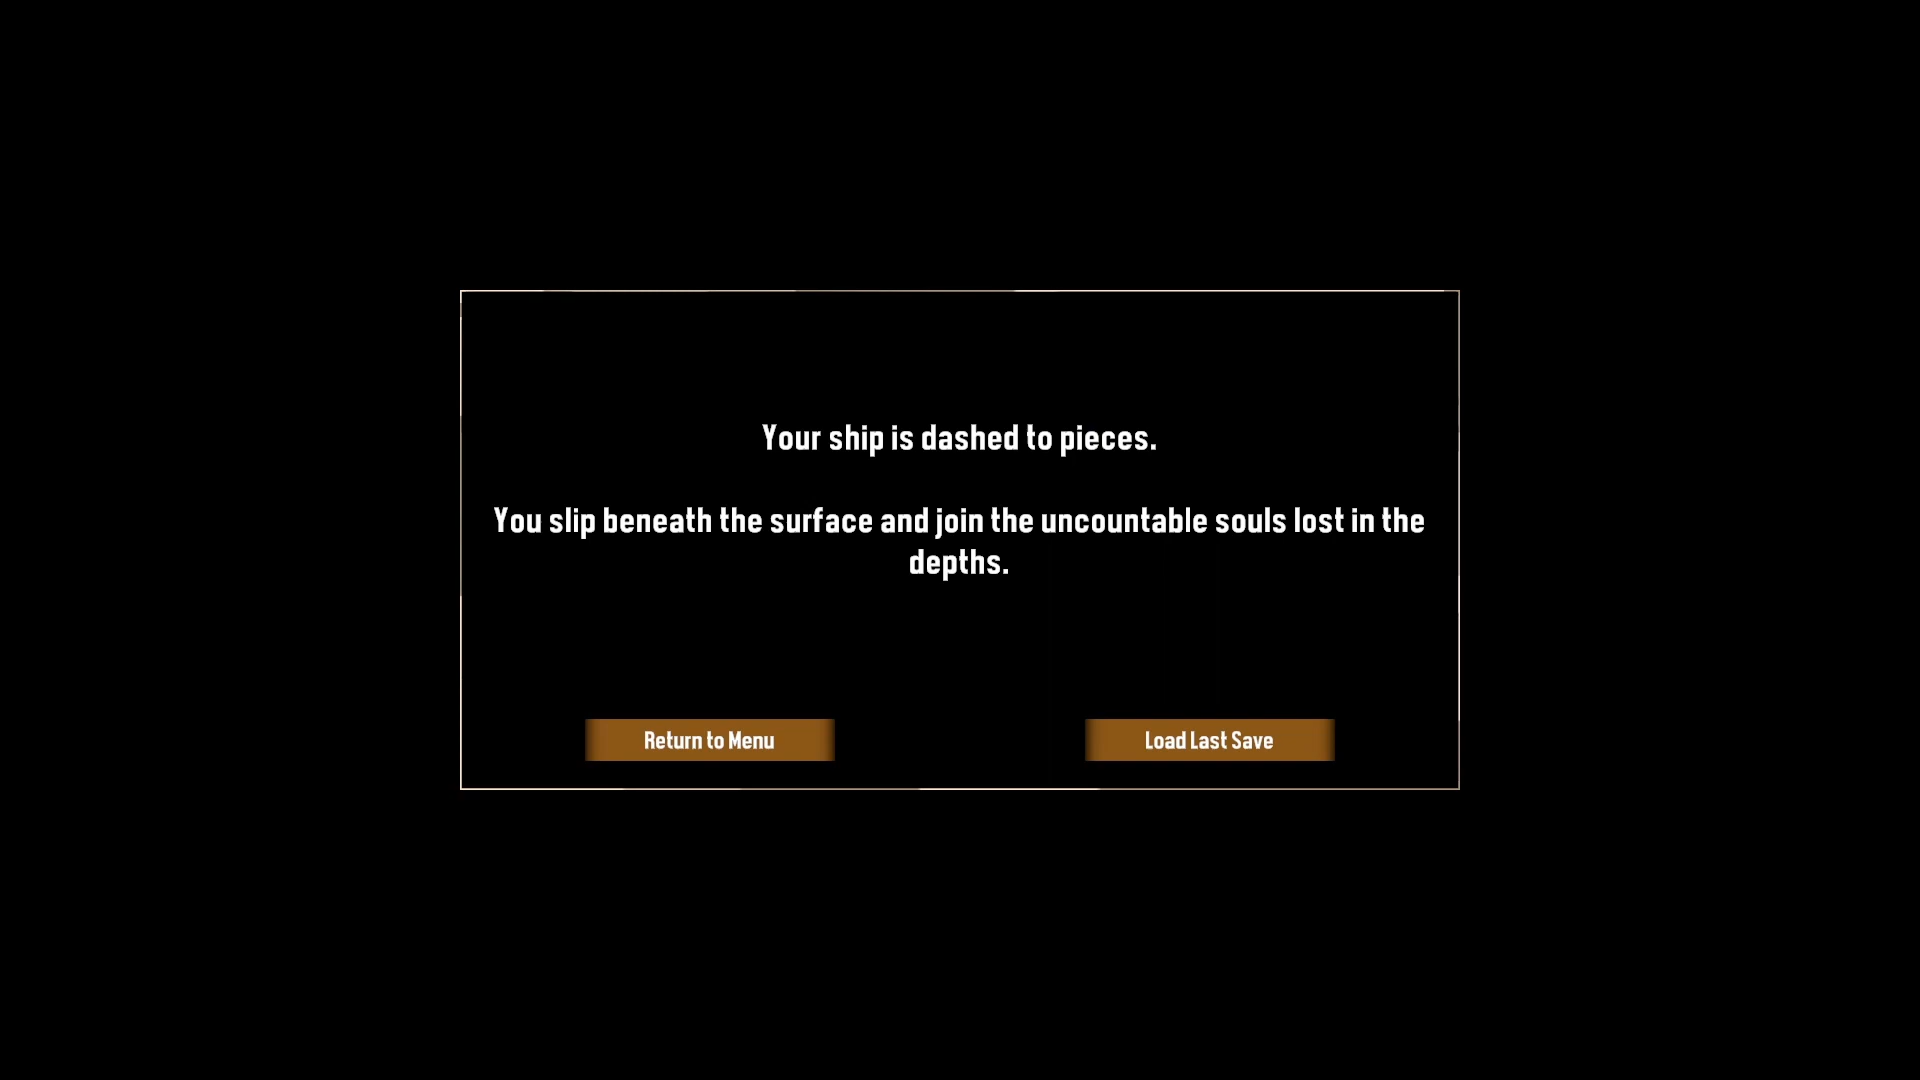 Your ship is dashed to pieces.
You slip beneath the surface and join the uncountable souls lost in the
depths.
Return to Menu
Load Last Save